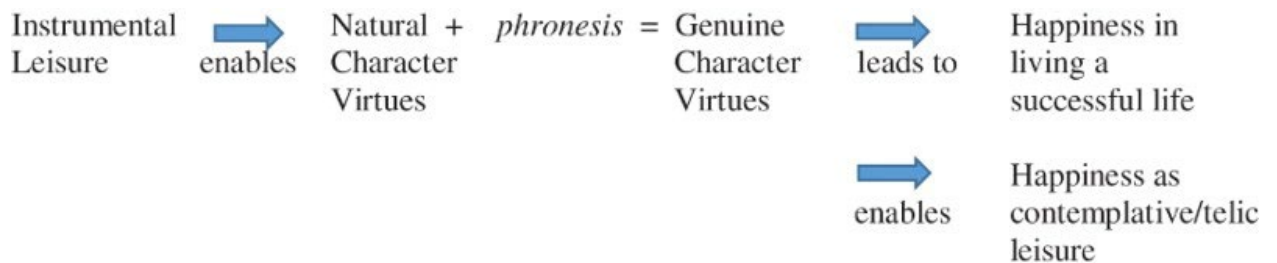 Instrumental Leisure
enables
Natural Character Virtues
+ phronesis =
Genuine Character Virtues
leads to
Happiness in
living a
successful life
enables
Happiness as
contemplative/telic
leisure